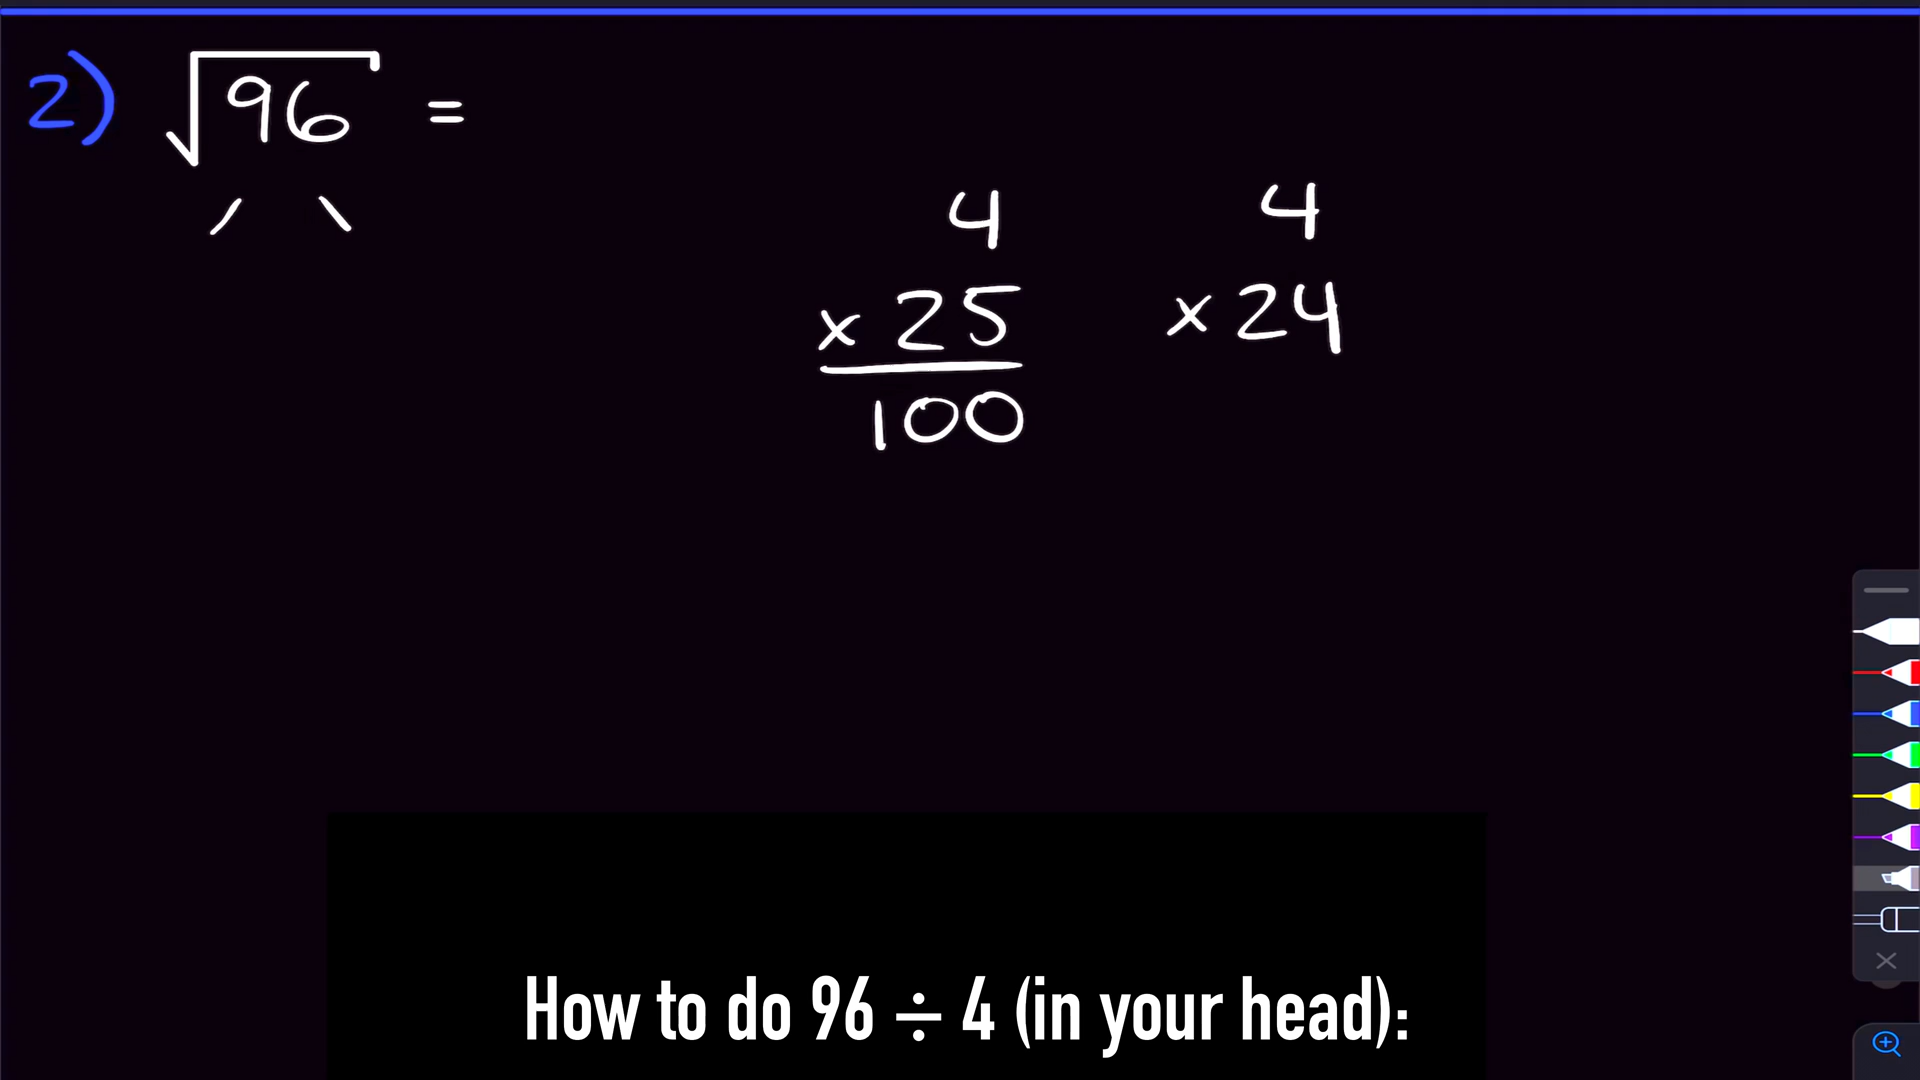 2) √96 =
4
x 25
100
4
x 24
How to do 96 ÷ 4 (in your head):